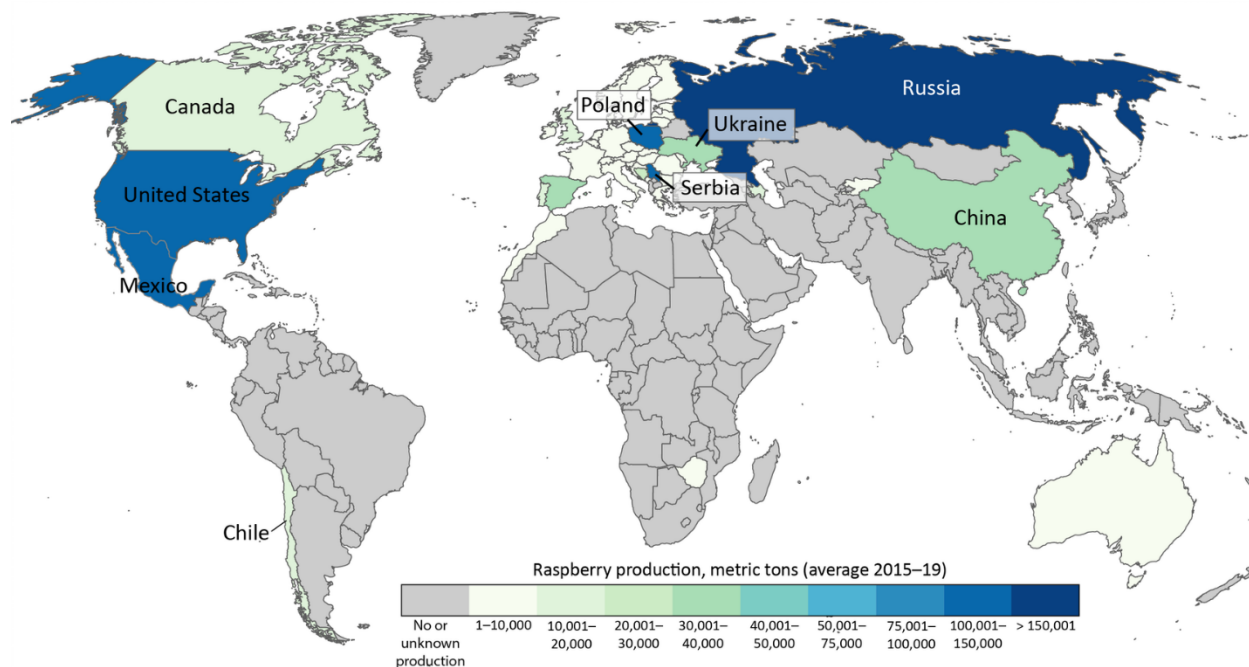 Canada
Russia
Poland
Ukraine
United States
Serbia
China
Mexico
Chile
Raspberry production, metric tons (average 2015–19)
No or
unknown
production
1–10,000
10,001–
20,000
20,001–
30,000
30,001–
40,000
40,001–
50,000
50,001–
75,000
75,001–
100,000
100,001–
150,000
> 150,001